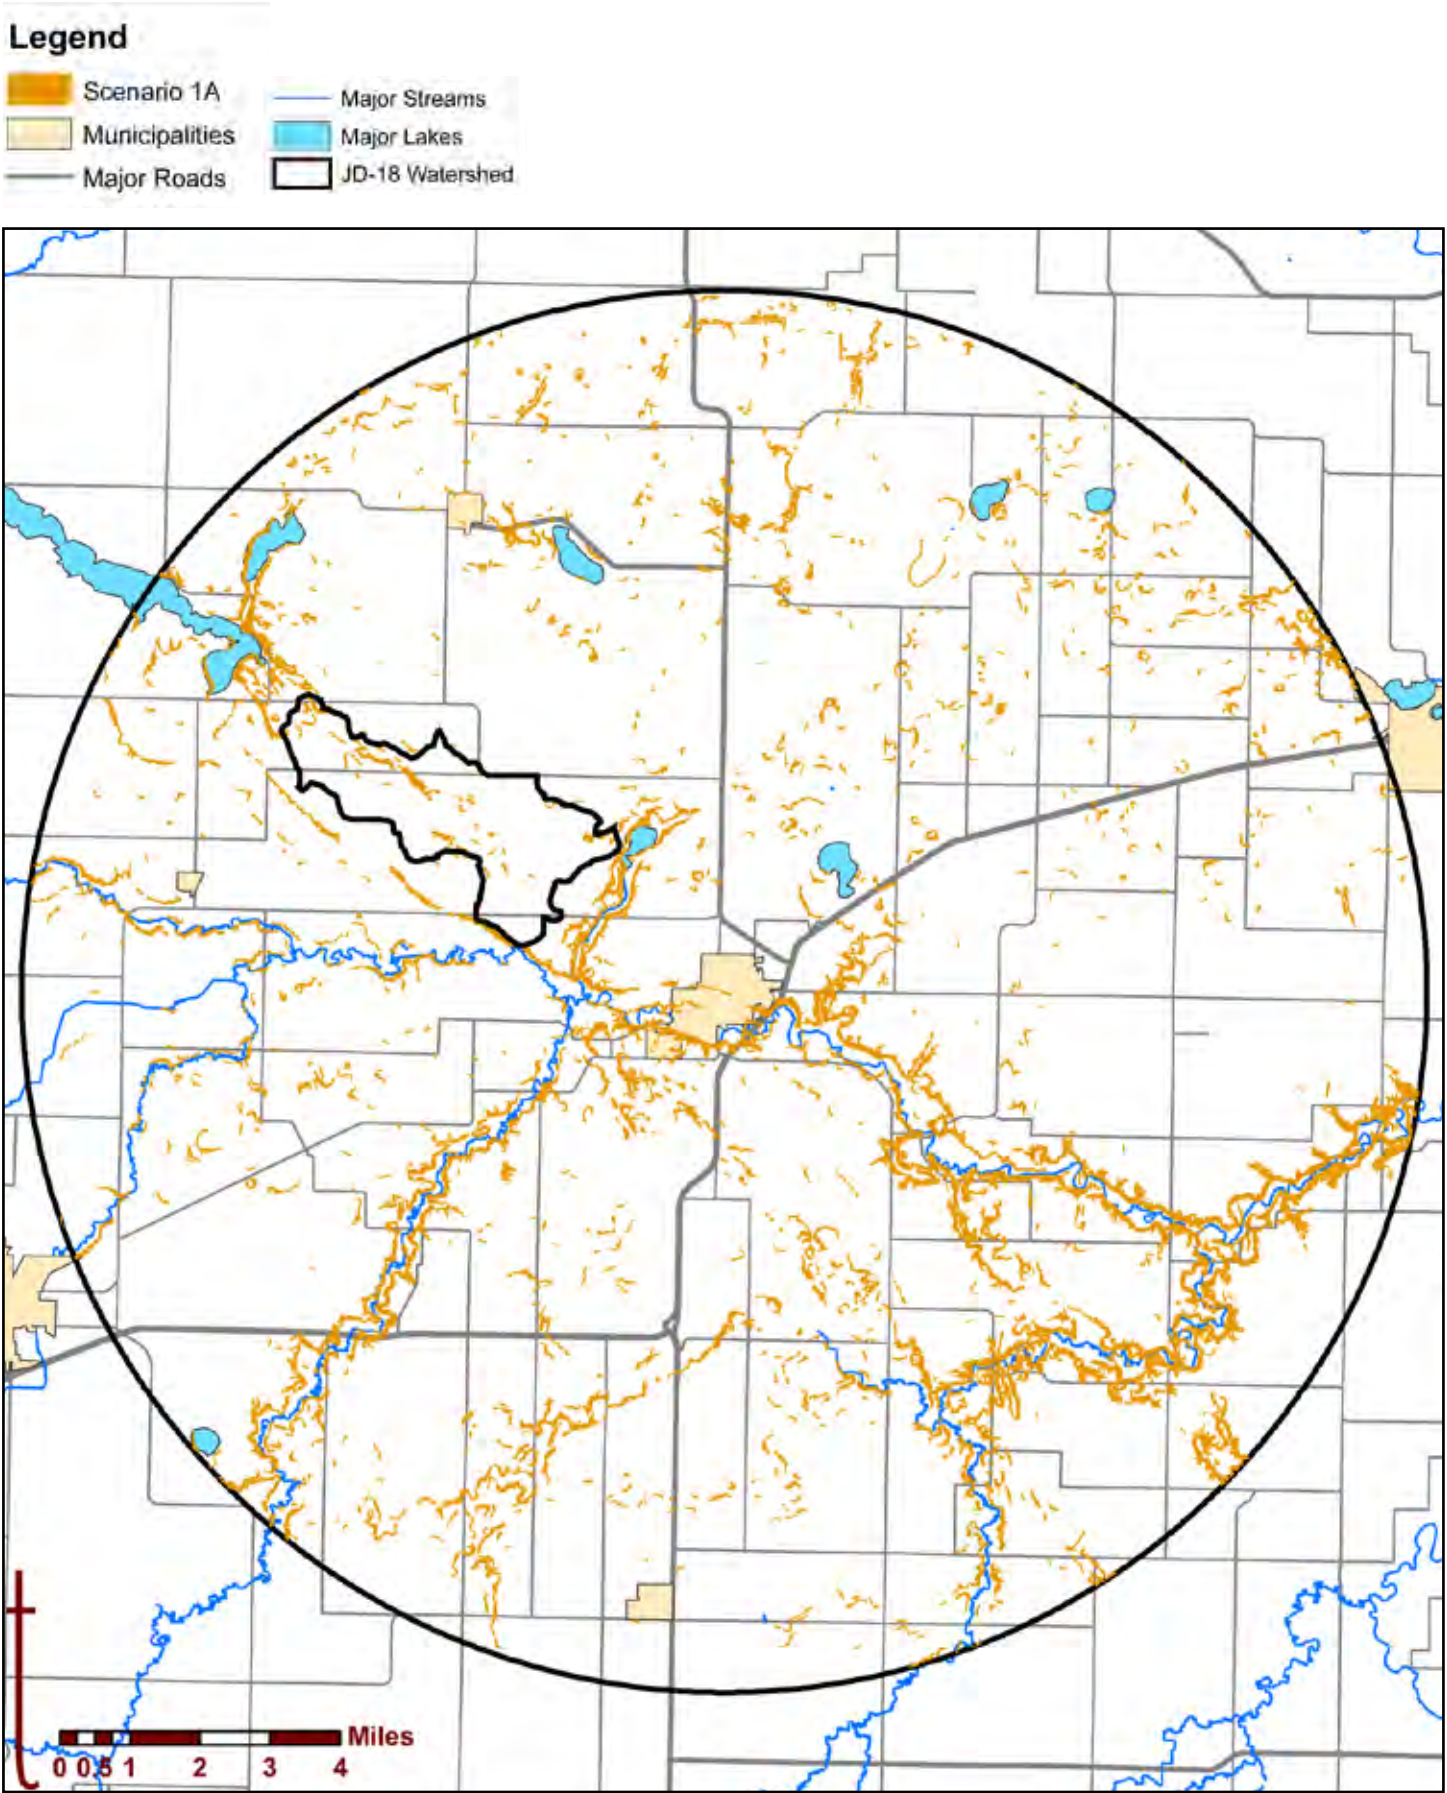 Legend
Scenario 1A
Municipalities
Major Roads
Major Streams
Major Lakes
JD-18 Watershed
Miles
0 0.5 1 2 3 4